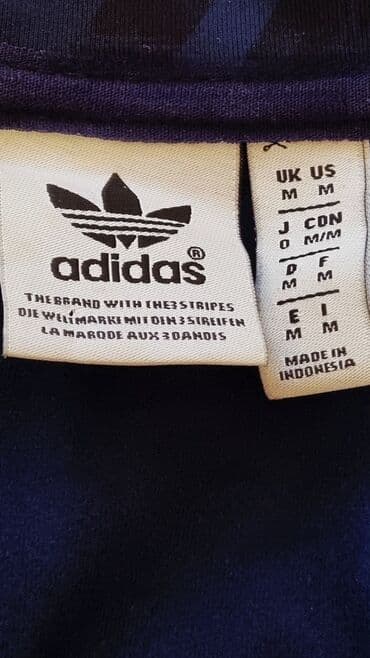 adidas®
THE BRAND WITH THE 3 STRIPES
DIE WELTMARKE MIT DEN 3 STREIFEN
LA MARQUE AUX 3 BANDES
UK US
M M
J CDN
O M/M
D F
M M
E I
M M
MADE IN
INDONESIA